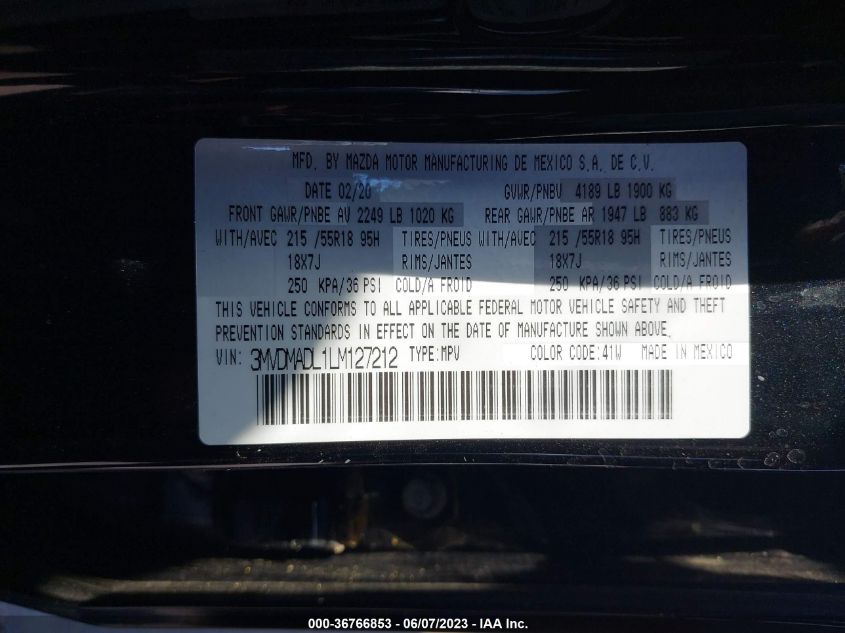 MFD. BY MAZDA MOTOR MANUFACTURING DE MEXICO S.A. DE C.V.
DATE 02/20 GVWR/PNBV 4189 LB 1900 KG
FRONT GAWR/PNBE AV 2249 LB 1020 KG REAR GAWR/PNBE AR 1947 LB 883 KG
WITH/AVEC 215 /55R18 95H TIRES/PNEUS WITH/AVEC 215 /55R18 95H TIRES/PNEUS
18X7J RIMS/JANTES 18X7J RIMS/JANTES
250 KPA/36 PSI COLD/A FROID 250 KPA/36 PSI COLD/A FROID
THIS VEHICLE CONFORMS TO ALL APPLICABLE FEDERAL MOTOR VEHICLE SAFETY AND THEFT
PREVENTION STANDARDS IN EFFECT ON THE DATE OF MANUFACTURE SHOWN ABOVE.
VIN: 3MVDMADL1LM127212 TYPE:MPV COLOR CODE:41W MADE IN MEXICO
000-36766853 - 06/07/2023 - IAA Inc.